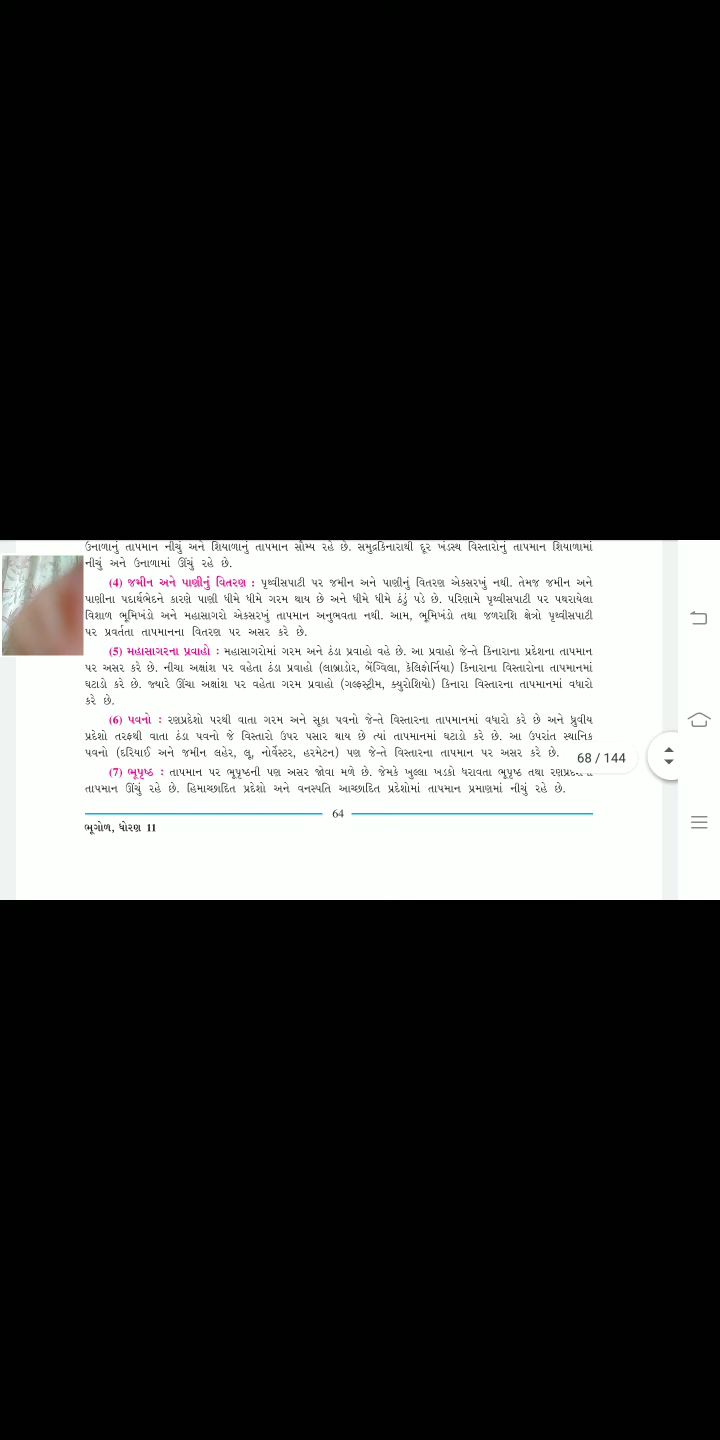 ઉનાળાનું તાપમાન નીચું અને શિયાળાનું તાપમાન સૌમ્ય રહે છે. સમુદ્રકિનારાથી દૂર ખંડસ્થ વિસ્તારોનું તાપમાન શિયાળામાં
નીચું અને ઉનાળામાં ઊંચું રહે છે.
(4) જમીન અને પાણીનું વિતરણ : પૃથ્વીસપાટી પર જમીન અને પાણીનું વિતરણ એકસરખું નથી. તેમજ જમીન અને
પાણીના પદાર્થભેદને કારણે પાણી ધીમે ધીમે ગરમ થાય છે અને ધીમે ધીમે ઠંડું પડે છે. પરિણામે પૃથ્વીસપાટી પર પથરાયેલા
વિશાળ ભૂમિખંડો અને મહાસાગરો એકસરખું તાપમાન અનુભવતા નથી. આમ, ભૂમિખંડો તથા જળરાશિ ક્ષેત્રો પૃથ્વીસપાટી
પર પ્રવર્તતા તાપમાનના વિતરણ પર અસર કરે છે.
(5) મહાસાગરના પ્રવાહો : મહાસાગરોમાં ગરમ અને ઠંડા પ્રવાહો વહે છે. આ પ્રવાહો જે-તે કિનારાના પ્રદેશના તાપમાન
પર અસર કરે છે. નીચા અક્ષાંશ પર વહેતા ઠંડા પ્રવાહો (લાબ્રાડોર, બેંગ્વિલા, કૅલિફોર્નિયા) કિનારાના વિસ્તારોના તાપમાનમાં
ઘટાડો કરે છે. જ્યારે ઊંચા અક્ષાંશ પર વહેતા ગરમ પ્રવાહો (ગલ્ફસ્ટ્રીમ, ક્યુરોશિયો) કિનારા વિસ્તારના તાપમાનમાં વધારો
કરે છે.
(6) પવનો : રણપ્રદેશો પરથી વાતા ગરમ અને સૂકા પવનો જે-તે વિસ્તારના તાપમાનમાં વધારો કરે છે અને ધ્રુવીય
પ્રદેશો તરફથી વાતા ઠંડા પવનો જે વિસ્તારો ઉપર પસાર થાય છે ત્યાં તાપમાનમાં ઘટાડો કરે છે. આ ઉપરાંત સ્થાનિક
પવનો (દરિયાઈ અને જમીન લહેર, લૂ, નોર્વેસ્ટર, હરમેટન) પણ જે-તે વિસ્તારના તાપમાન પર અસર કરે છે.
68 / 144
(7) ભૂપૃષ્ઠ : તાપમાન પર ભૂપૃષ્ઠની પણ અસર જોવા મળે છે. જેમકે ખુલ્લા ખડકો ધરાવતા ભૂપૃષ્ઠ તથા
તાપમાન ઊંચું રહે છે. હિમાચ્છાદિત પ્રદેશો અને વનસ્પતિ આચ્છાદિત પ્રદેશોમાં તાપમાન પ્રમાણમાં નીચું રહે છે.
64
ભૂગોળ, ધોરણ 11